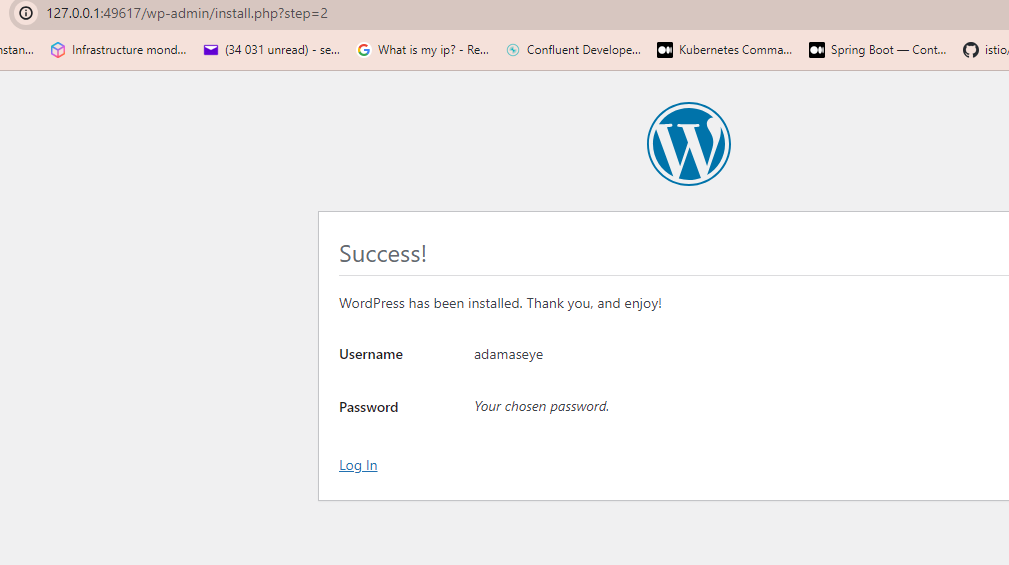 127.0.0.1:49617/wp-admin/install.php?step=2
nstan... Infrastructure mond... (34 031 unread) - se... What is my ip? - Re... Confluent Develope... Kubernetes Comma... Spring Boot — Cont... istio/
Success!
WordPress has been installed. Thank you, and enjoy!
Username adamaseye
Password Your chosen password.
Log In